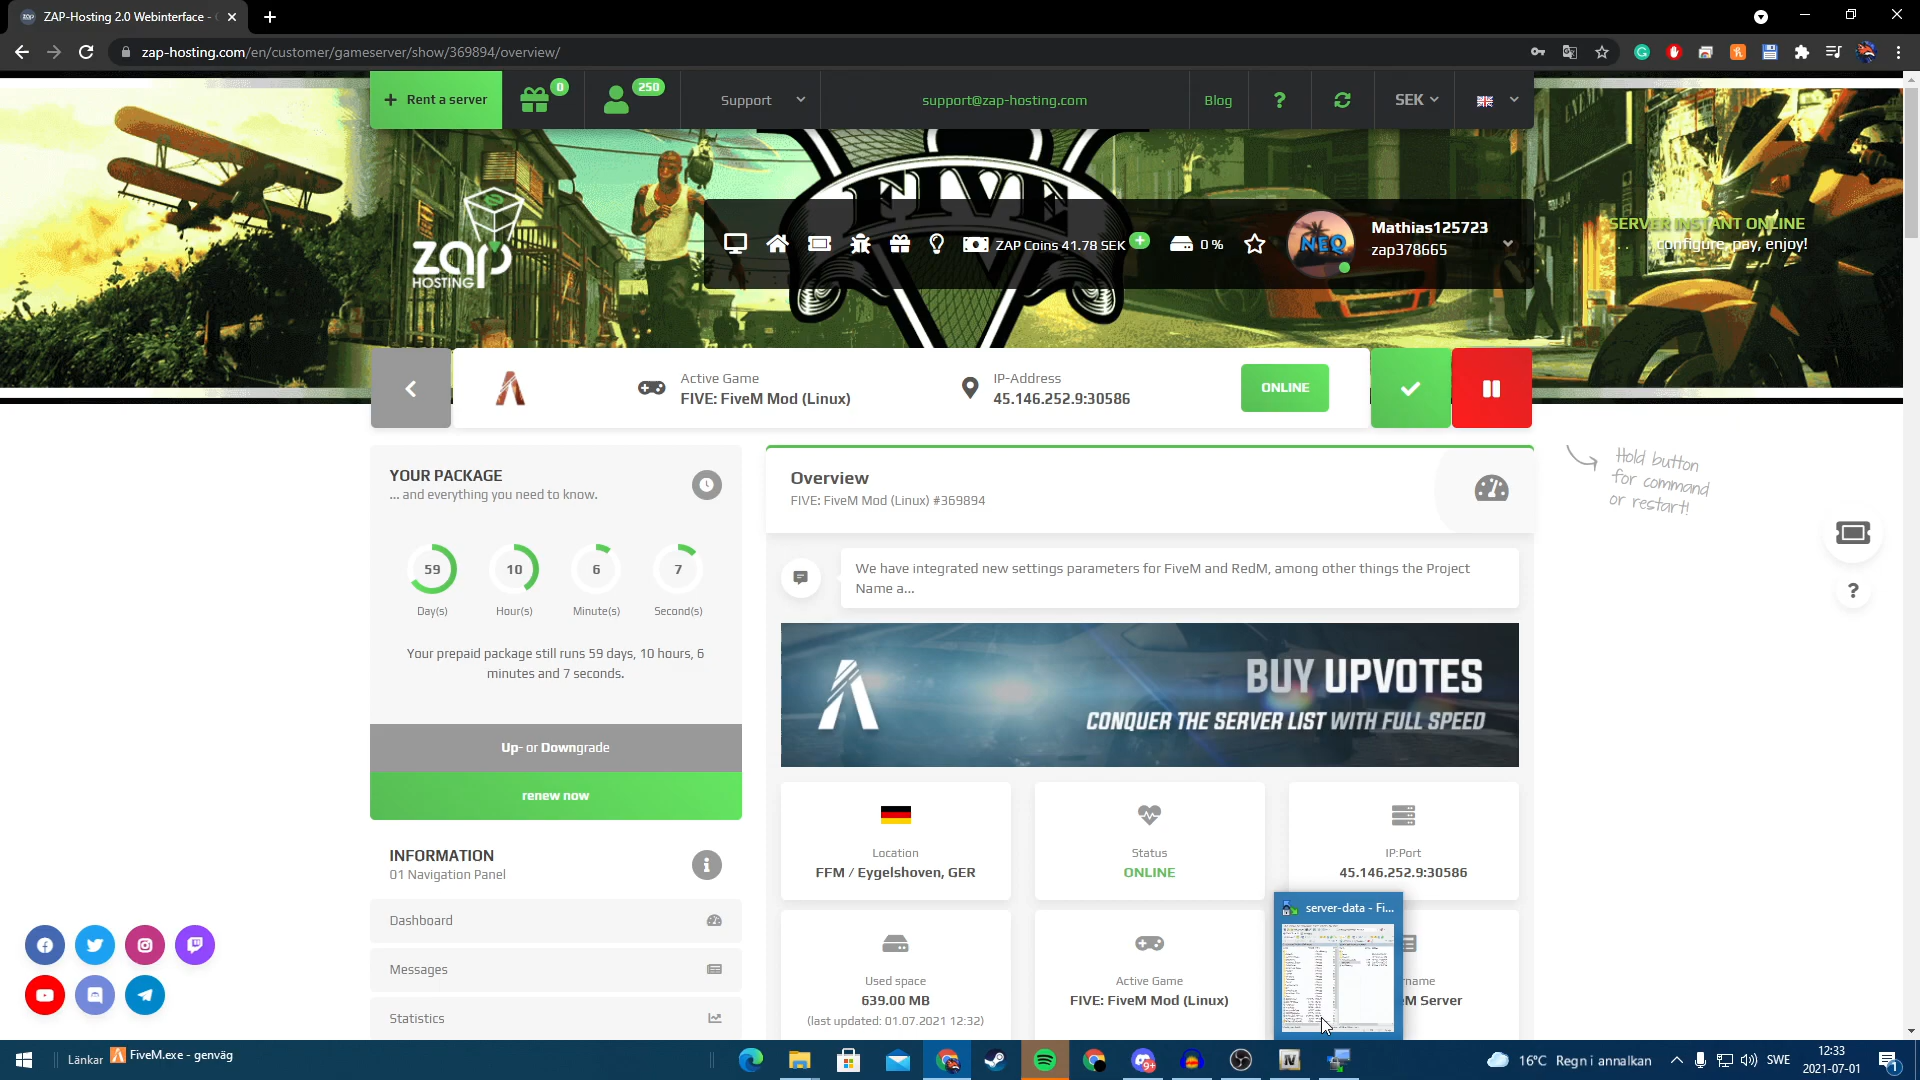 ZAP-Hosting 2.0 Webinterface -
zap-hosting.com/en/customer/gameserver/show/369894/overview/
+ Rent a server
0
250
Support
support@zap-hosting.com
Blog
?
SEK
FIVE
zap
HOSTING
ZAP Coins 41.78 SEK
0 %
NEQ
Mathias125723
zap378665
SERVER INSTANT ONLINE
configure, pay, enjoy!
Active Game
FIVE: FiveM Mod (Linux)
IP-Address
45.146.252.9:30586
ONLINE
Hold button
for command
or restart!
YOUR PACKAGE
... and everything you need to know.
59
10
6
7
Day(s)
Hour(s)
Minute(s)
Second(s)
Your prepaid package still runs 59 days, 10 hours, 6
minutes and 7 seconds.
Up- or Downgrade
renew now
INFORMATION
01 Navigation Panel
Dashboard
Messages
Statistics
Overview
FIVE: FiveM Mod (Linux) #369894
We have integrated new settings parameters for FiveM and RedM, among other things the Project
Name a...
BUY UPVOTES
CONQUER THE SERVER LIST WITH FULL SPEED
Location
FFM / Eygelshoven, GER
Status
ONLINE
IP:Port
45.146.252.9:30586
Used space
639.00 MB
(last updated: 01.07.2021 12:32)
Active Game
FIVE: FiveM Mod (Linux)
name
M Server
server-data - Fi...
?
Länkar
FiveM.exe - genväg
9+
16°C Regn i annalkan
SWE
12:33
2021-07-01
1